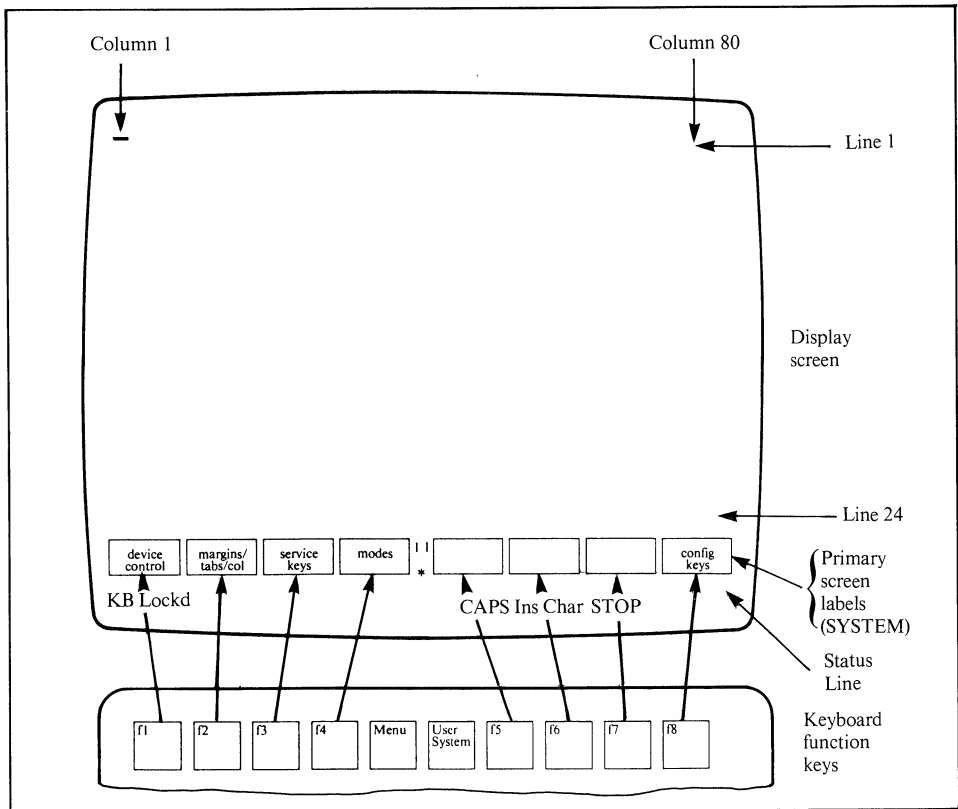 Column 1
Column 80
Line 1
Display
screen
Line 24
device
control
margins/
tabs/col
service
keys
modes
*
config
keys
Primary
screen
labels
(SYSTEM)
KB Lockd
CAPS Ins Char STOP
Status
Line
f1
f2
f3
f4
Menu
User
System
f5
f6
f7
f8
Keyboard
function
keys